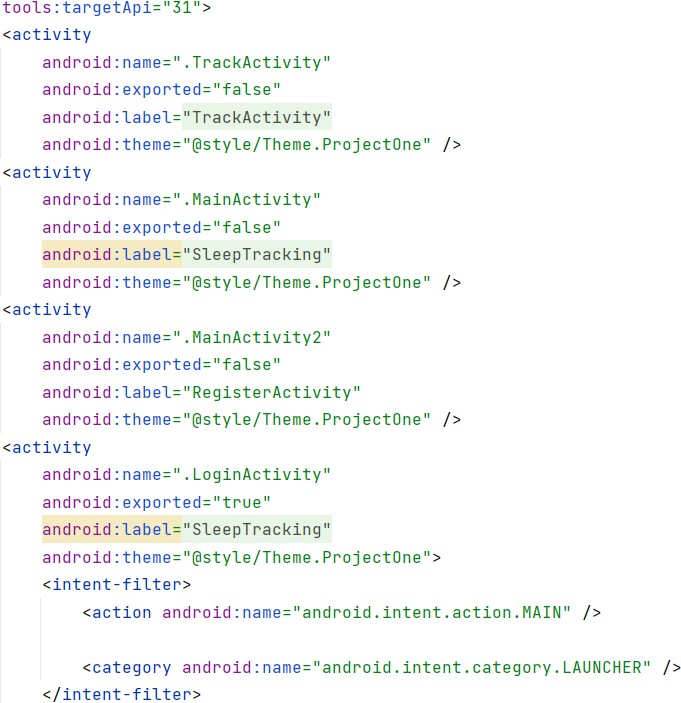 tools:targetApi="31">
<activity
android:name=".TrackActivity"
android:exported="false"
android:label="TrackActivity"
android:theme="@style/Theme.ProjectOne" />
<activity
android:name=".MainActivity"
android:exported="false"
android:label="SleepTracking"
android:theme="@style/Theme.ProjectOne" />
<activity
android:name=".MainActivity2"
android:exported="false"
android:label="RegisterActivity"
android:theme="@style/Theme.ProjectOne" />
<activity
android:name=".LoginActivity"
android:exported="true"
android:label="SleepTracking"
android:theme="@style/Theme.ProjectOne">
<intent-filter>
<action android:name="android.intent.action.MAIN" />
<category android:name="android.intent.category.LAUNCHER" />
</intent-filter>